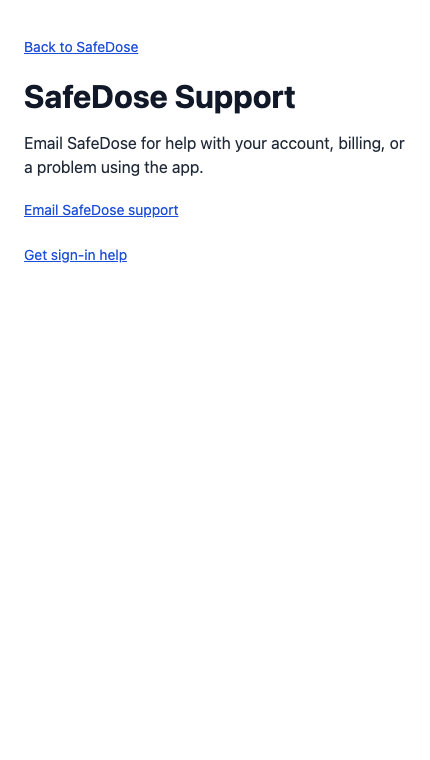 Back to SafeDose
SafeDose Support
Email SafeDose for help with your account, billing, or
a problem using the app.
Email SafeDose support
Get sign-in help